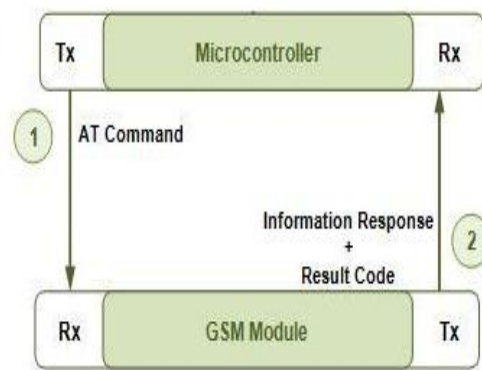 Tx Microcontroller Rx
1
AT Command
Information Response
+
Result Code
2
Rx GSM Module Tx